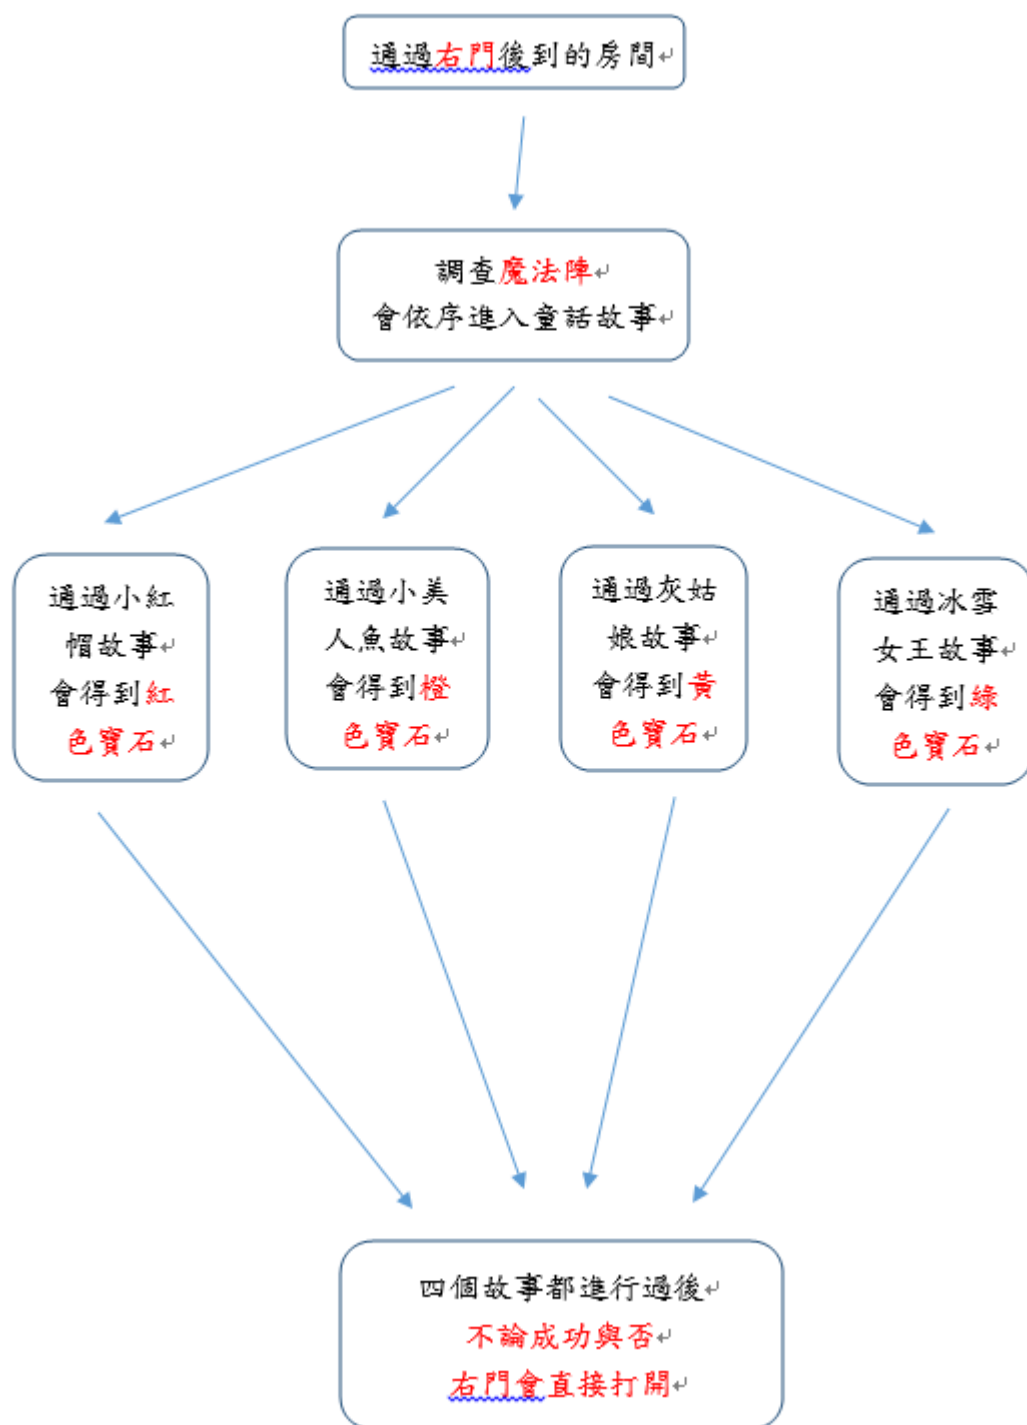 通過右門後到的房間
調查魔法陣
會依序進入童話故事
通過小紅
帽故事
會得到紅
色寶石
通過小美
人魚故事
會得到橙
色寶石
通過灰姑
娘故事
會得到黃
色寶石
通過冰雪
女王故事
會得到綠
色寶石
四個故事都進行過後
不論成功與否
右門會直接打開